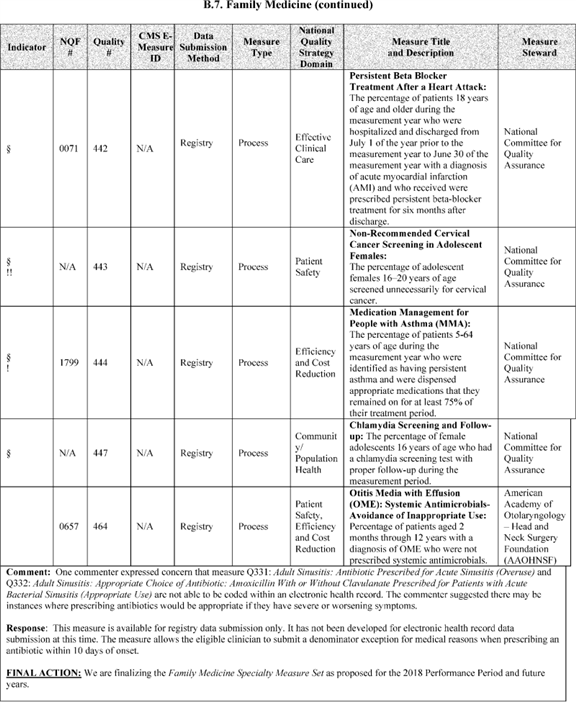 B.7. Family Medicine (continued)
Indicator
NQF
#
Quality
#
CMS E-
Measure
ID
Data
Submission
Method
Measure
Type
National
Quality
Strategy
Domain
Measure Title
and Description
Measure
Steward
§
0071
442
N/A
Registry
Process
Effective
Clinical
Care
Persistent Beta Blocker
Treatment After a Heart Attack:
The percentage of patients 18 years
of age and older during the
measurement year who were
hospitalized and discharged from
July 1 of the year prior to the
measurement year to June 30 of the
measurement year with a diagnosis
of acute myocardial infarction
(AMI) and who received were
prescribed persistent beta-blocker
treatment for six months after
discharge.
National
Committee for
Quality
Assurance
§
!!
N/A
443
N/A
Registry
Process
Patient
Safety
Non-Recommended Cervical
Cancer Screening in Adolescent
Females:
The percentage of adolescent
females 16–20 years of age
screened unnecessarily for cervical
cancer.
National
Committee for
Quality
Assurance
§
!
1799
444
N/A
Registry
Process
Efficiency
and Cost
Reduction
Medication Management for
People with Asthma (MMA):
The percentage of patients 5-64
years of age during the
measurement year who were
identified as having persistent
asthma and were dispensed
appropriate medications that they
remained on for at least 75% of
their treatment period.
National
Committee for
Quality
Assurance
§
N/A
447
N/A
Registry
Process
Communit
y/
Population
Health
Chlamydia Screening and Follow-
up: The percentage of female
adolescents 16 years of age who had
a chlamydia screening test with
proper follow-up during the
measurement period.
National
Committee for
Quality
Assurance
0657
464
N/A
Registry
Process
Patient
Safety,
Efficiency
and Cost
Reduction
Otitis Media with Effusion
(OME): Systemic Antimicrobials-
Avoidance of Inappropriate Use:
Percentage of patients aged 2
months through 12 years with a
diagnosis of OME who were not
prescribed systemic antimicrobials.
American
Academy of
Otolaryngology
– Head and
Neck Surgery
Foundation
(AAOHNSF)
Comment: One commenter expressed concern that measure Q331: Adult Sinusitis: Antibiotic Prescribed for Acute Sinusitis (Overuse) and
Q332: Adult Sinusitis: Appropriate Choice of Antibiotic: Amoxicillin With or Without Clavulanate Prescribed for Patients with Acute
Bacterial Sinusitis (Appropriate Use) are not able to be coded within an electronic health record. The commenter suggested there may be
instances where prescribing antibiotics would be appropriate if they have severe or worsening symptoms.
Response: This measure is available for registry data submission only. It has not been developed for electronic health record data
submission at this time. The measure allows the eligible clinician to submit a denominator exception for medical reasons when prescribing an
antibiotic within 10 days of onset.
FINAL ACTION: We are finalizing the Family Medicine Specialty Measure Set as proposed for the 2018 Performance Period and future
years.